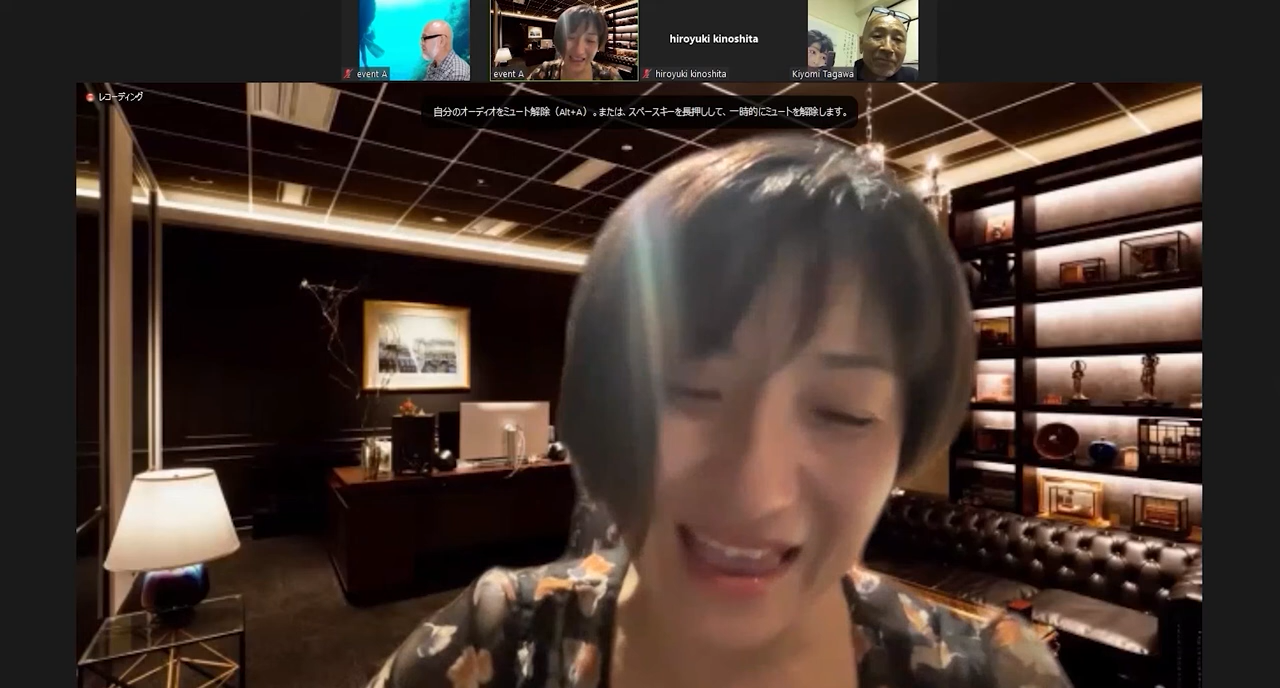 hiroyuki kinoshita
event A
event A
hiroyuki kinoshita
Kiyomi Tagawa
レコーディング
自分のオーディオをミュート解除（Alt+A）。または、スペースキーを長押しして、一時的にミュートを解除します。